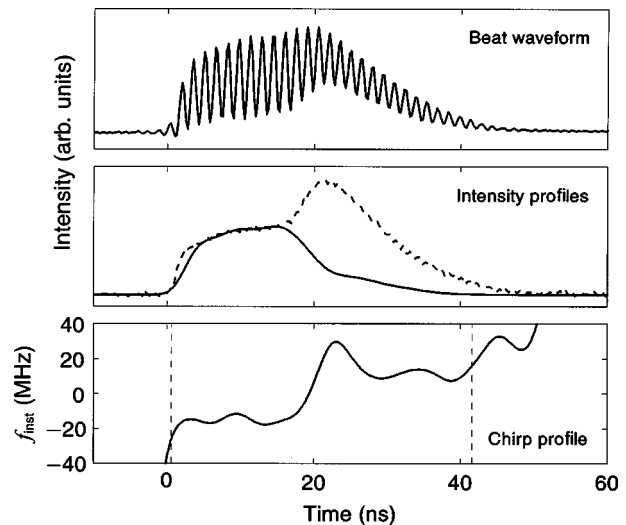 Beat waveform
Intensity (arb. units)
Intensity profiles
40
20
0
−20
−40
f_inst (MHz)
Chirp profile
0 20 40 60
Time (ns)